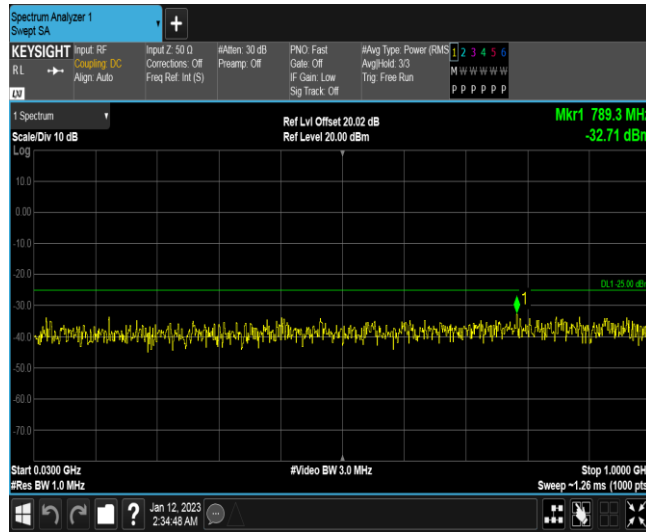 Spectrum Analyzer 1
Swept SA
+
KEYSIGHT
RL
LXI
Input: RF
Coupling: DC
Align: Auto
Input Z: 50 Ω
Corrections: Off
Freq Ref: Int (S)
#Atten: 30 dB
Preamp: Off
PNO: Fast
Gate: Off
IF Gain: Low
Sig Track: Off
#Avg Type: Power (RMS
Avg|Hold: 3/3
Trig: Free Run
1 2 3 4 5 6
M W W W W W
P P P P P P
1 Spectrum
Scale/Div 10 dB
Log
Ref Lvl Offset 20.02 dB
Ref Level 20.00 dBm
Mkr1 789.3 MHz
-32.71 dBm
10.0
0.00
-10.0
-20.0
DL1 -25.00 dBm
1
-30.0
-40.0
-50.0
-60.0
-70.0
Start 0.0300 GHz
#Res BW 1.0 MHz
#Video BW 3.0 MHz
Stop 1.0000 GHz
Sweep ~1.26 ms (1000 pts)
?
Jan 12, 2023
2:34:48 AM